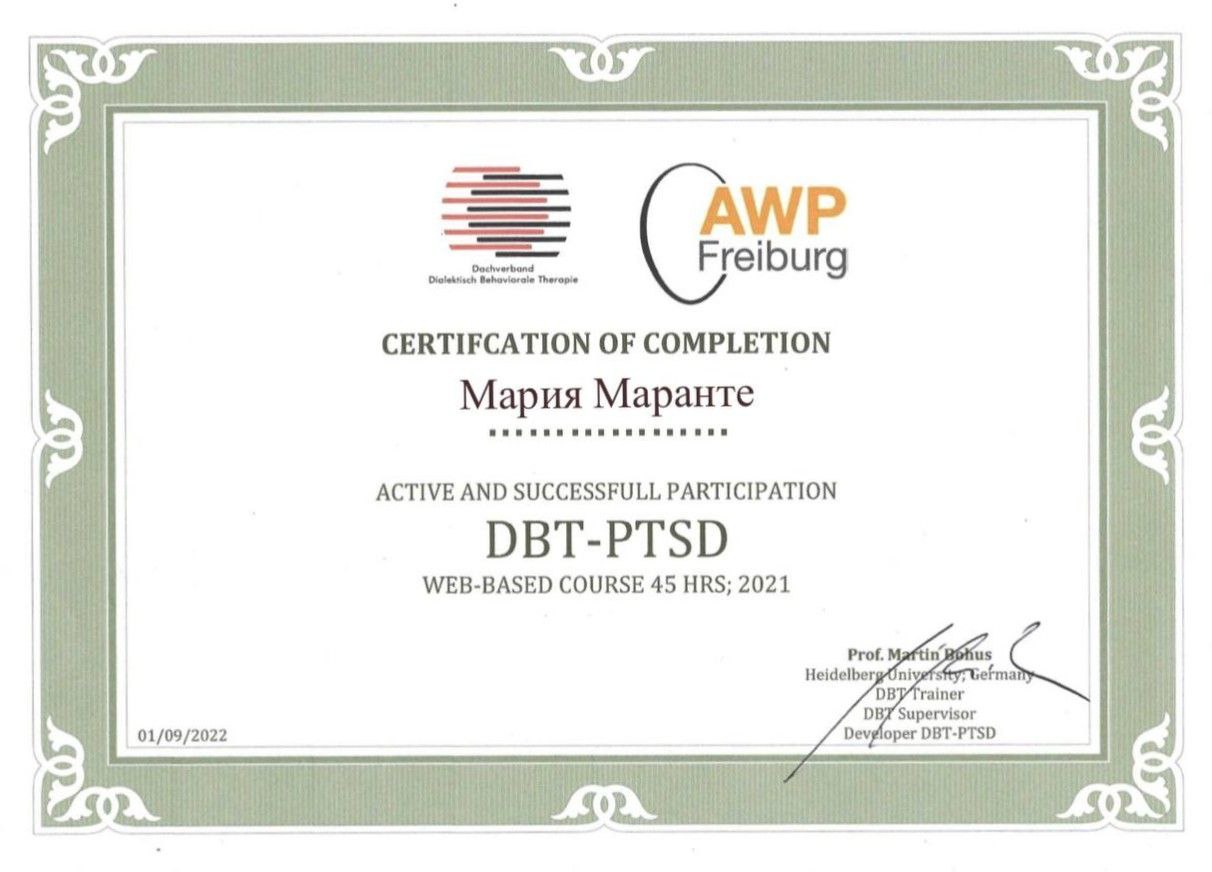 Dachverband
Dialektisch Behaviorale Therapie
AWP
Freiburg
CERTIFCATION OF COMPLETION
Мария Маранте
ACTIVE AND SUCCESSFULL PARTICIPATION
DBT-PTSD
WEB-BASED COURSE 45 HRS; 2021
Prof. Martin Bohus
Heidelberg University; Germany
DBT Trainer
DBT Supervisor
Developer DBT-PTSD
01/09/2022